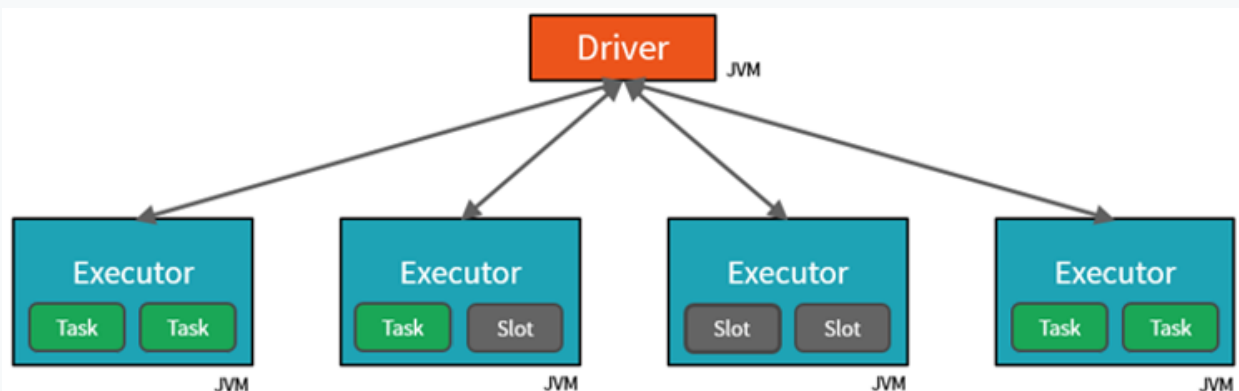 Driver
JVM
Executor Executor Executor Executor
Task Task Task Slot Slot Slot Task Task
JVM JVM JVM JVM